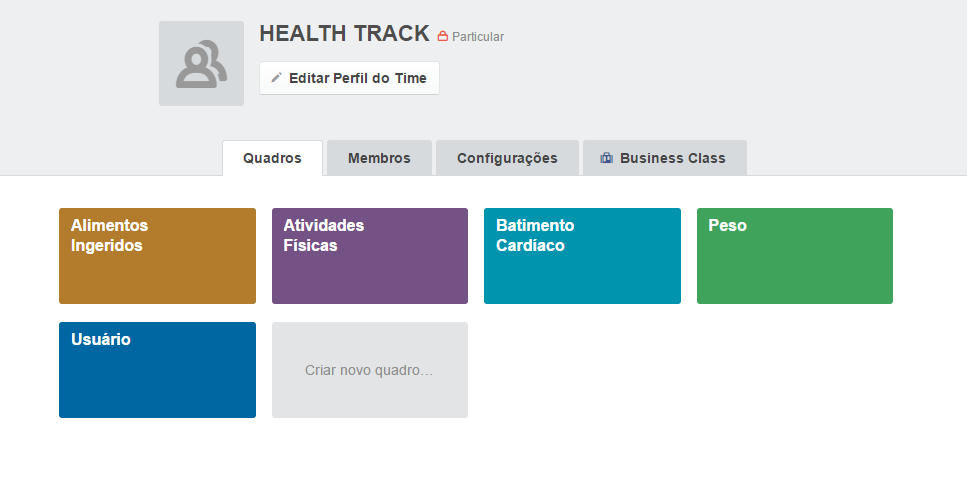 HEALTH TRACK Particular
Editar Perfil do Time
Quadros Membros Configurações Business Class
Alimentos
Ingeridos
Atividades
Físicas
Batimento
Cardíaco
Peso
Usuário
Criar novo quadro...